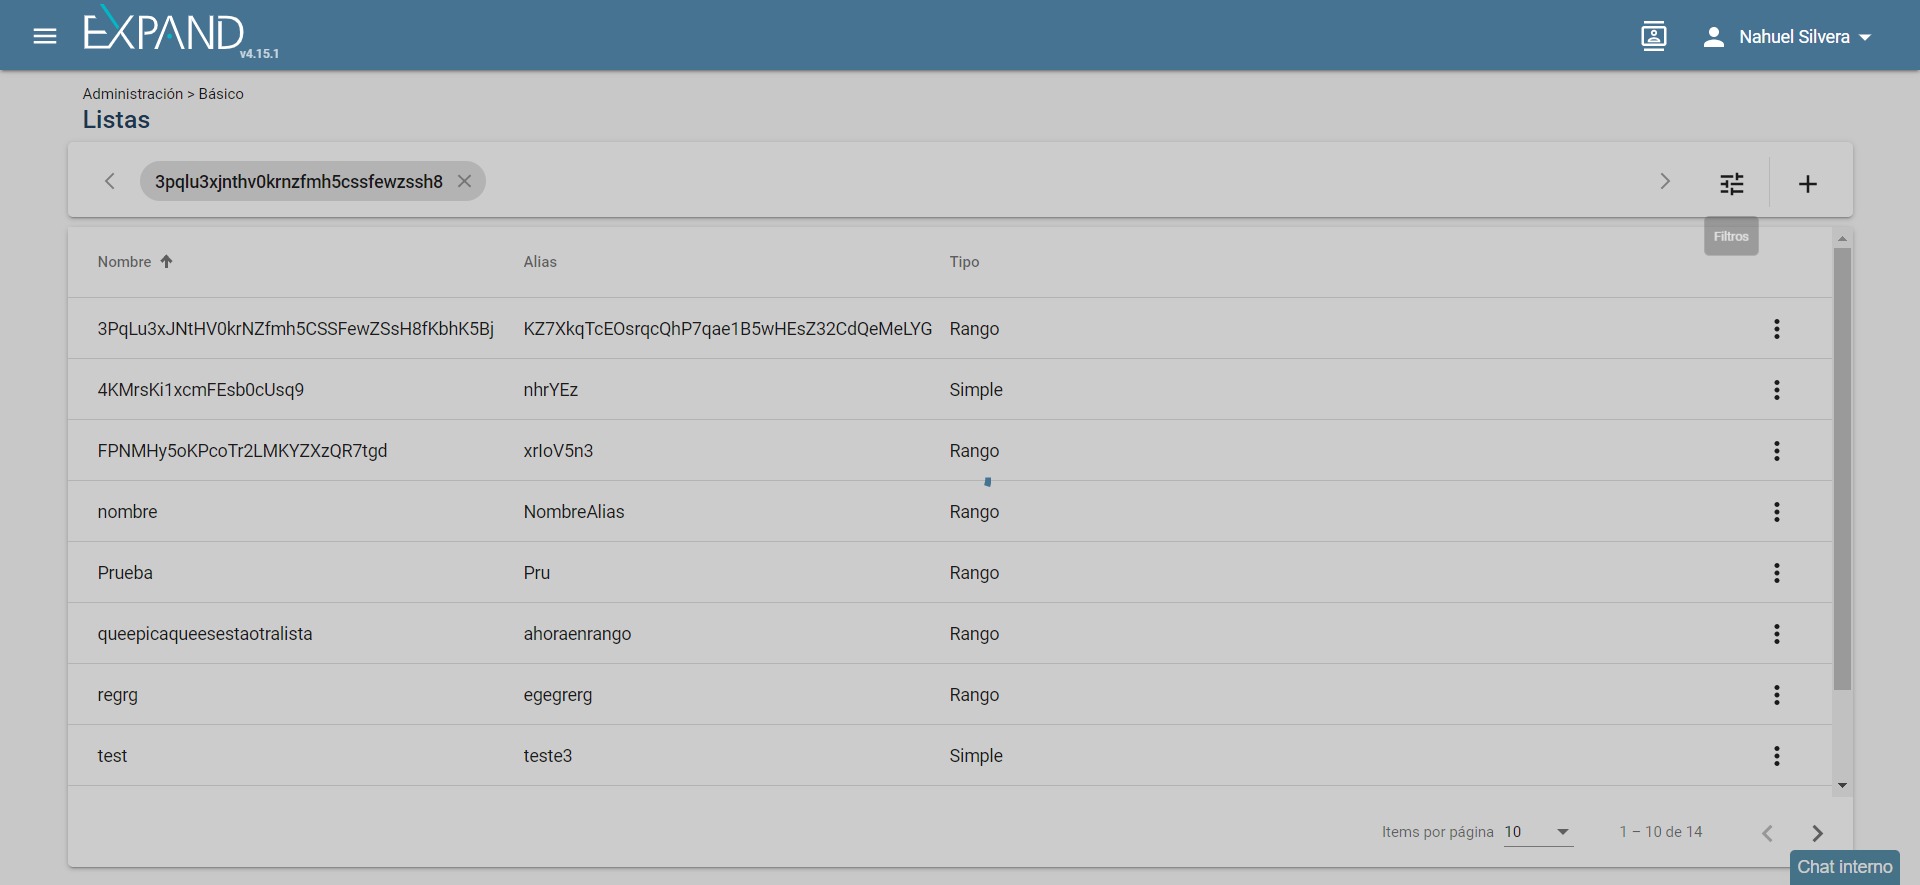 EXPAND
v4.15.1
Nahuel Silvera
Administración > Básico
Listas
3pqlu3xjnthv0krnzfmh5cssfewzssh8
Filtros
Nombre Alias Tipo
3PqLu3xJNtHV0krNZfmh5CSSFewZSsH8fKbhK5Bj KZ7XkqTcEOsrqcQhP7qae1B5wHEsZ32CdQeMeLYG Rango
4KMrsKi1xcmFEsb0cUsq9 nhrYEz Simple
FPNMHy5oKPcoTr2LMKYZXzQR7tgd xrIoV5n3 Rango
nombre NombreAlias Rango
Prueba Pru Rango
queepicaqueesestaotralista ahoraenrango Rango
regrg egegrerg Rango
test teste3 Simple
Items por página 10 1 – 10 de 14
Chat interno